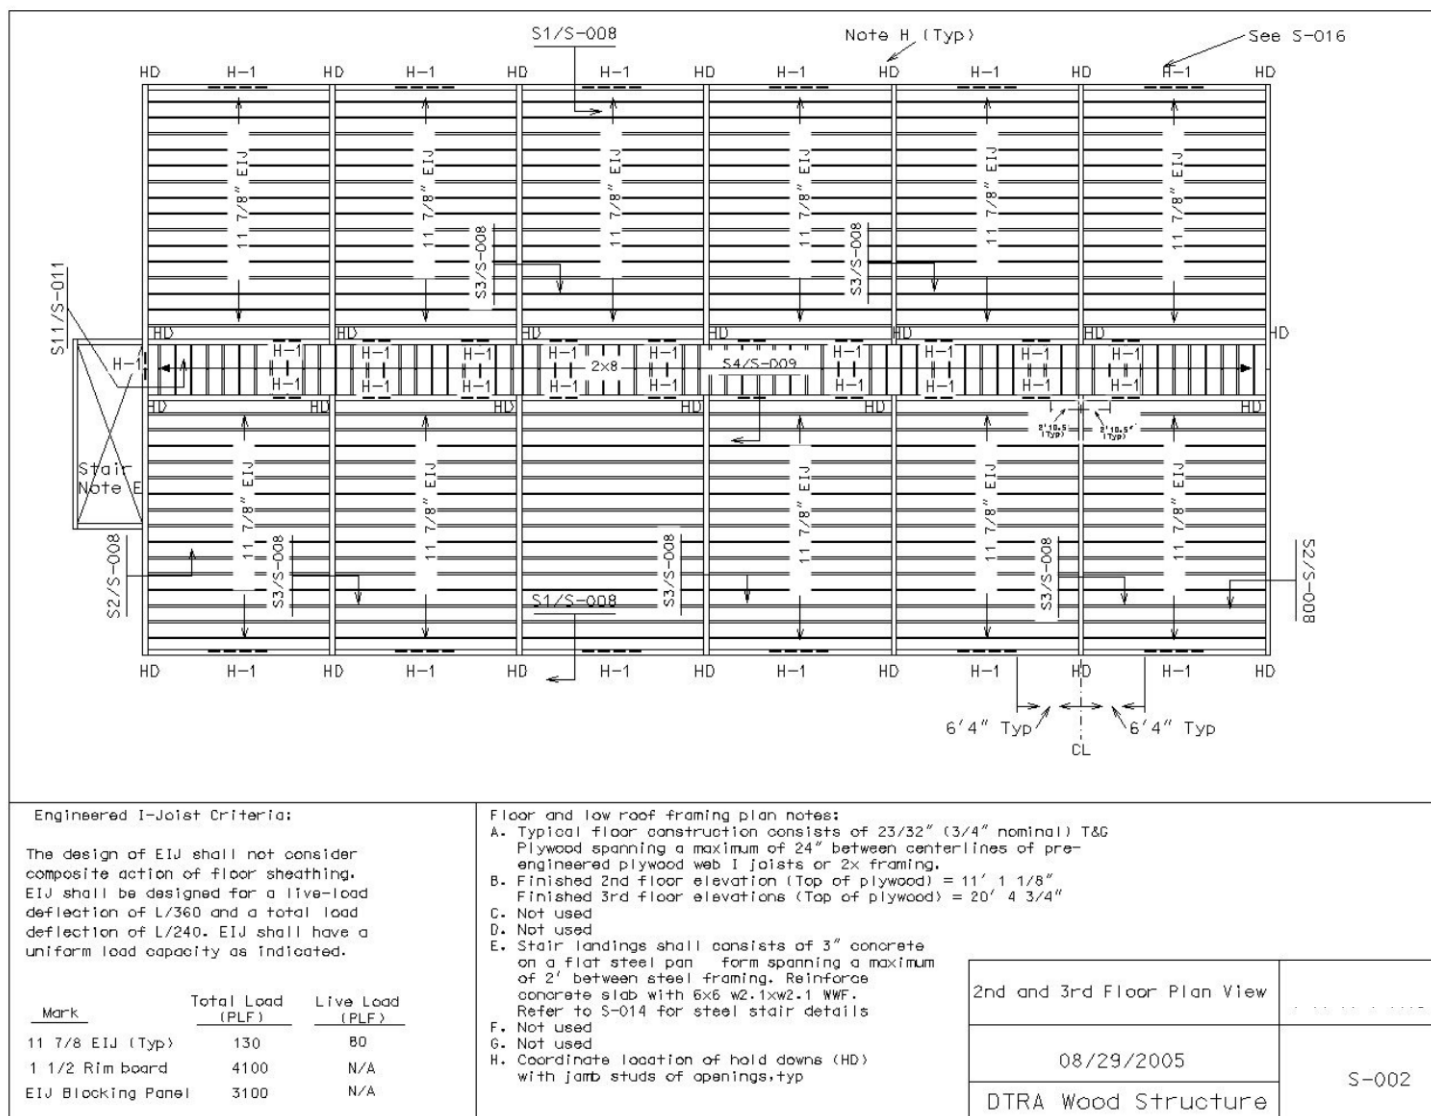 S1/S-008
Note H (Typ)
See S-016
HD H-1 HD H-1 HD H-1 HD H-1 HD H-1 HD H-1 HD
11 7/8" EIJ 11 7/8" EIJ 11 7/8" EIJ 11 7/8" EIJ 11 7/8" EIJ 11 7/8" EIJ
S3/S-008 S3/S-008
S11/S-011
HD HD HD HD HD HD HD
H-1 H-1 H-1 H-1 H-1 H-1 H-1 H-1 H-1
H-1 2x8 S4/S-009
H-1 H-1 H-1 H-1 H-1 H-1 H-1 H-1 H-1
HD HD HD HD HD HD
2'10.5 (Typ) 2'10.5" (Typ)
Stair
Note E
11 7/8" EIJ 11 7/8" EIJ 11 7/8" EIJ 11 7/8" EIJ 11 7/8" EIJ
S2/S-008 S3/S-008 S3/S-008 S3/S-008 S2/S-008
S1/S-008
HD H-1 HD H-1 HD H-1 HD H-1 HD H-1 HD H-1 HD
6'4" Typ 6'4" Typ
CL
Engineered I-Joist Criteria:
The design of EIJ shall not consider
composite action of floor sheathing.
EIJ shall be designed for a live-load
deflection of L/360 and a total load
deflection of L/240. EIJ shall have a
uniform load capacity as indicated.
Mark Total Load (PLF) Live Load (PLF)
11 7/8 EIJ (Typ) 130 80
1 1/2 Rim board 4100 N/A
EIJ Blocking Panel 3100 N/A
Floor and low roof framing plan notes:
A. Typical floor construction consists of 23/32" (3/4" nominal) T&G
Plywood spanning a maximum of 24" between centerlines of pre-
engineered plywood web I joists or 2x framing.
B. Finished 2nd floor elevation (Top of plywood) = 11' 1 1/8"
Finished 3rd floor elevations (Top of plywood) = 20' 4 3/4"
C. Not used
D. Not used
E. Stair landings shall consists of 3" concrete
on a flat steel pan form spanning a maximum
of 2' between steel framing. Reinforce
concrete slab with 6x6 w2.1xw2.1 WWF.
Refer to S-014 for steel stair details
F. Not used
G. Not used
H. Coordinate location of hold downs (HD)
with jamb studs of openings,typ
2nd and 3rd Floor Plan View
08/29/2005
DTRA Wood Structure
S-002